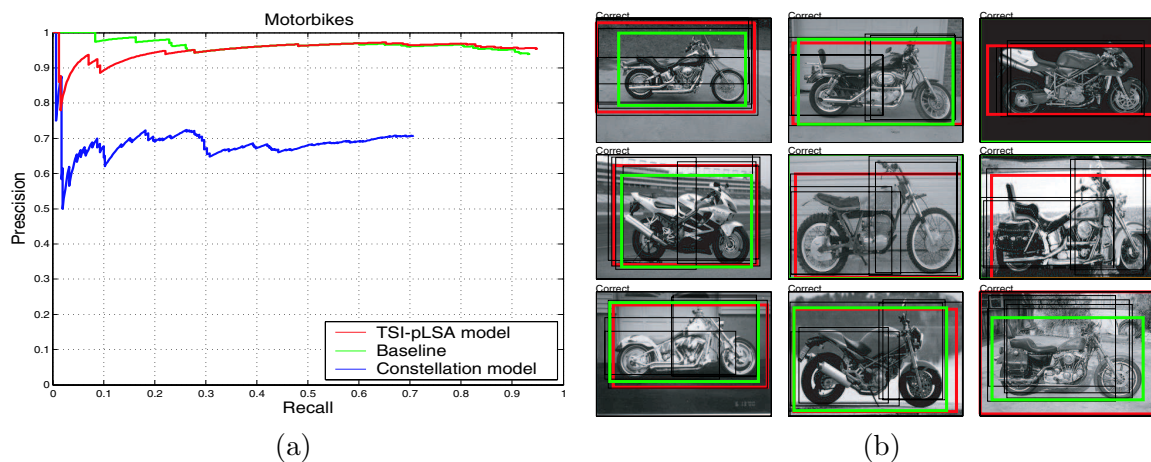 Motorbikes
Prescision
1
0.9
0.8
0.7
0.6
0.5
0.4
0.3
0.2
0.1
0
TSI-pLSA model
Baseline
Constellation model
0 0.1 0.2 0.3 0.4 0.5 0.6 0.7 0.8 0.9 1
Recall
(a)
Correct Correct Correct
Correct Correct Correct
Correct Correct Correct
(b)